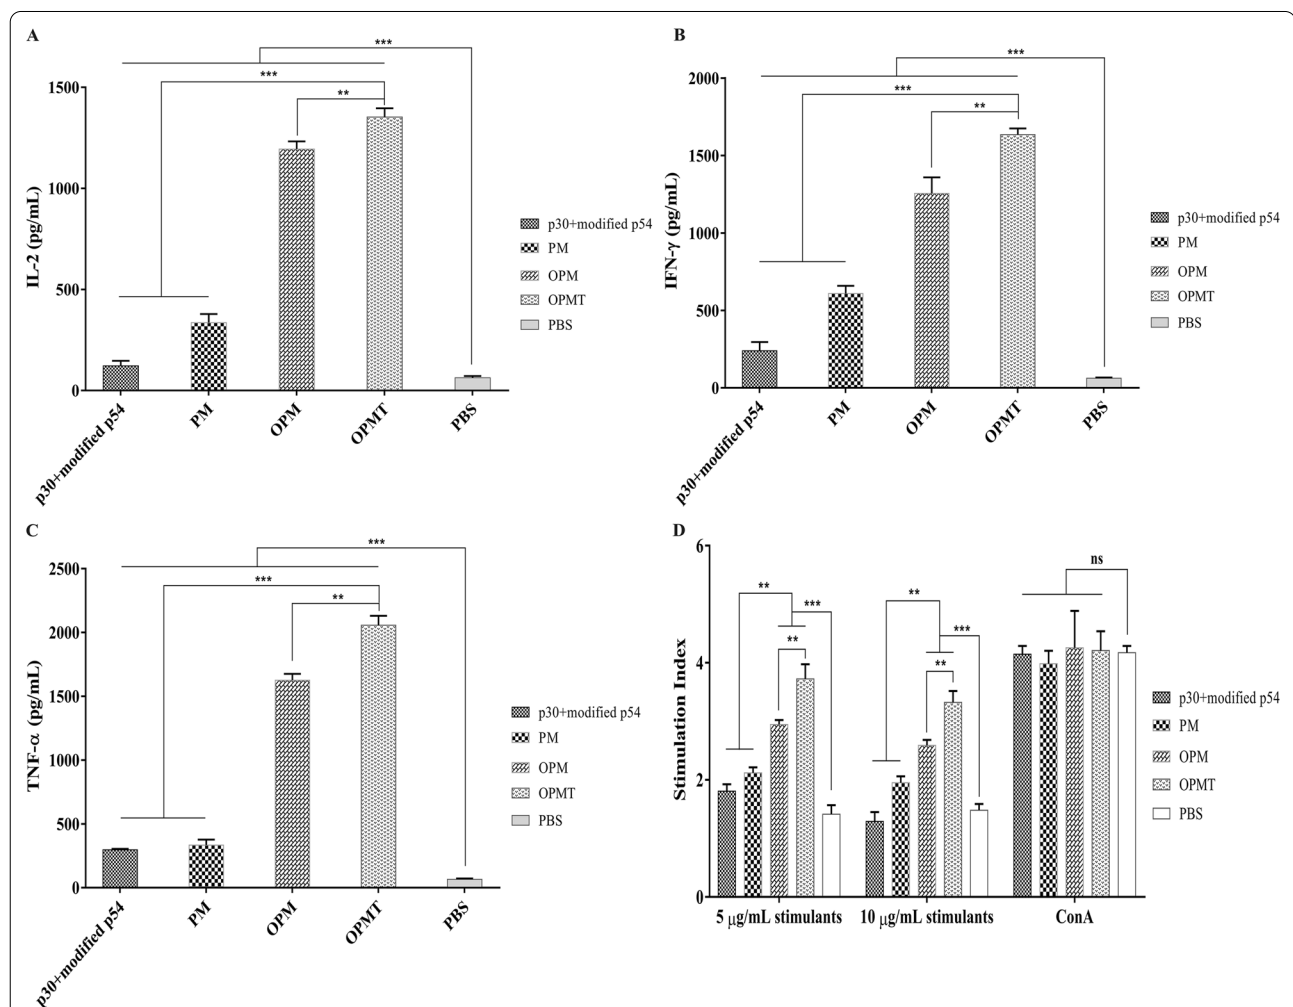 A
***
***
**
1500
1000
500
0
IL-2 (pg/mL)
p30+modified p54
PM
OPM
OPMT
PBS
p30+modified p54
PM
OPM
OPMT
PBS
B
***
***
**
2000
1500
1000
500
0
IFN-γ (pg/mL)
p30+modified p54
PM
OPM
OPMT
PBS
p30+modified p54
PM
OPM
OPMT
PBS
C
***
***
**
2500
2000
1500
1000
500
0
TNF-α (pg/mL)
p30+modified p54
PM
OPM
OPMT
PBS
p30+modified p54
PM
OPM
OPMT
PBS
D
6
4
2
0
Stimulation Index
**
***
**
**
***
**
ns
5 μg/mL stimulants
10 μg/mL stimulants
ConA
p30+modified p54
PM
OPM
OPMT
PBS